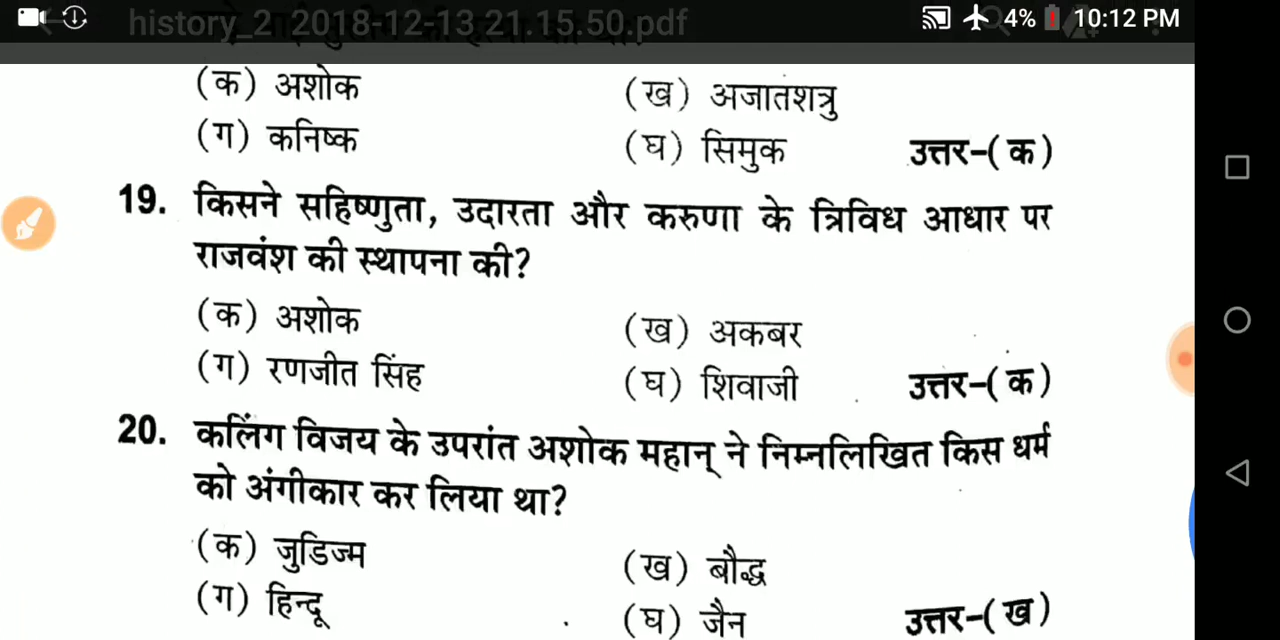 history_2 2018-12-13 21.15.50.pdf
4% 10:12 PM
(क) अशोक (ख) अजातशत्रु
(ग) कनिष्क (घ) सिमुक उत्तर-(क)
19. किसने सहिष्णुता, उदारता और करुणा के त्रिविध आधार पर
राजवंश की स्थापना की?
(क) अशोक (ख) अकबर
(ग) रणजीत सिंह (घ) शिवाजी उत्तर-(क)
20. कलिंग विजय के उपरांत अशोक महान् ने निम्नलिखित किस धर्म
को अंगीकार कर लिया था?
(क) जुडिज्म (ख) बौद्ध
(ग) हिन्दू (घ) जैन उत्तर-(ख)